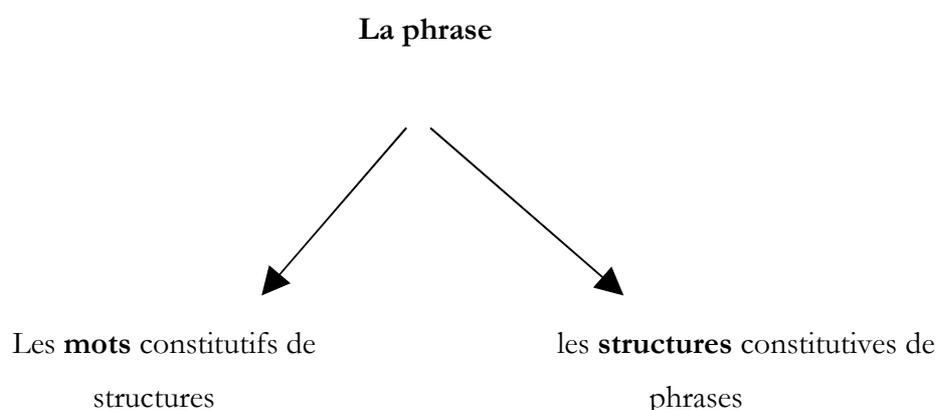 La phrase
Les mots constitutifs de
structures
les structures constitutives de
phrases